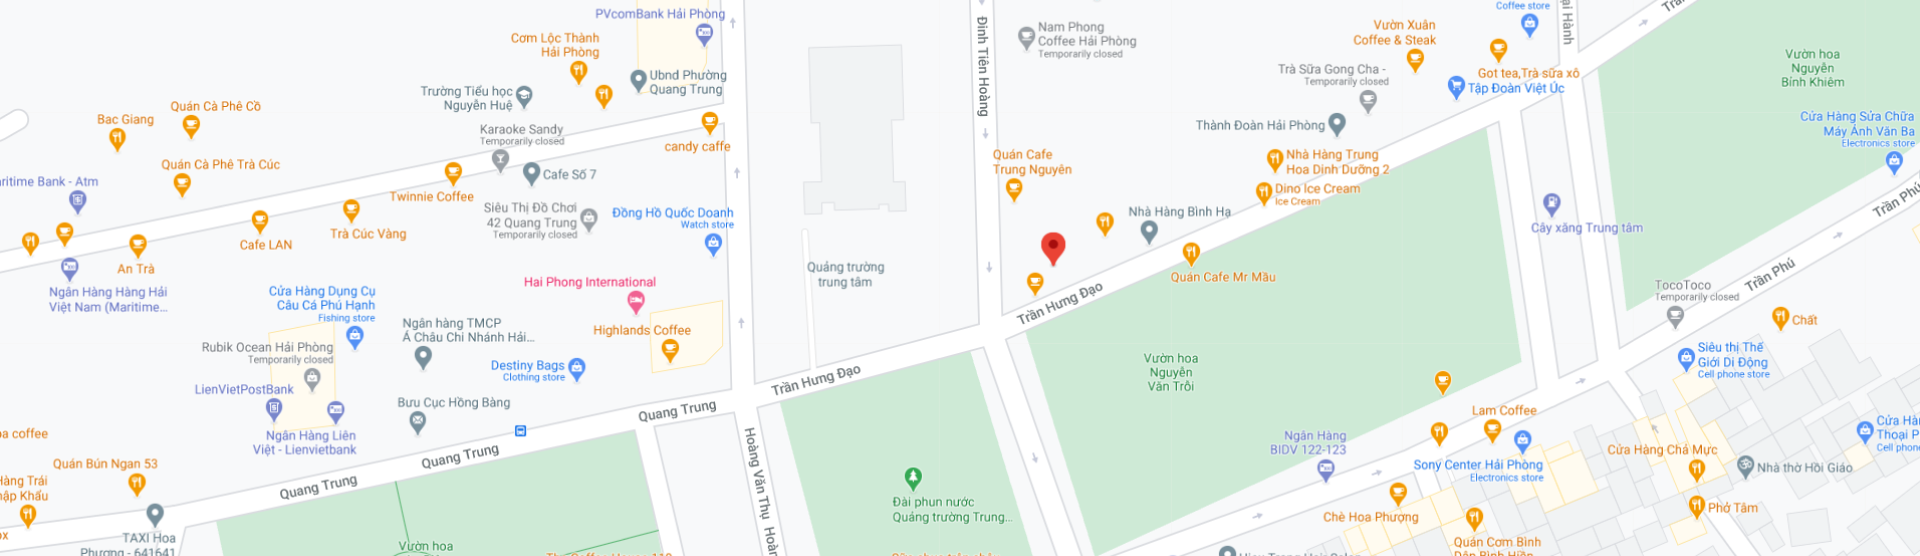 PVcomBank Hải Phòng
Cơm Lộc Thành
Hải Phòng
Ubnd Phường
Quang Trung
Trường Tiểu học
Nguyễn Huệ
Quán Cà Phê Cồ
Bac Giang
Karaoke Sandy
Temporarily closed
candy caffe
Quán Cà Phê Trà Cúc
Cafe Số 7
aritime Bank - Atm
Twinnie Coffee
Siêu Thị Đồ Chơi
42 Quang Trung
Temporarily closed
Đồng Hồ Quốc Doanh
Watch store
Trà Cúc Vàng
Cafe LAN
An Trà
Ngân Hàng Hàng Hải
Việt Nam (Maritime...
Cửa Hàng Dụng Cụ
Câu Cá Phú Hạnh
Fishing store
Hai Phong International
Highlands Coffee
Ngân hàng TMCP
Á Châu Chi Nhánh Hải...
Rubik Ocean Hải Phòng
Temporarily closed
Destiny Bags
Clothing store
LienVietPostBank
Bưu Cục Hồng Bàng
Ngân Hàng Liên
Việt - Lienvietbank
oa coffee
Quán Bún Ngan 53
Hàng Trái
hập Khẩu
ox
TAXI Hoa
Phượng - 641641
Quang Trung
Quang Trung
Quang Trung
Vườn hoa
Hoàng Văn Thụ
Hoàn
Trần Hưng Đạo
Quảng trường
trung tâm
Đài phun nước
Quảng trường Trung...
Đinh Tiên Hoàng
Nam Phong
Coffee Hải Phòng
Temporarily closed
Quán Cafe
Trung Nguyên
Nhà Hàng Bình Hạ
Trần Hưng Đạo
Quán Cafe Mr Mầu
Vườn hoa
Nguyễn
Văn Trỗi
Coffee store
Vườn Xuân
Coffee & Steak
Trà Sữa Gong Cha -
Temporarily closed
Got tea,Trà sữa xô
Tập Đoàn Việt Úc
Thành Đoàn Hải Phòng
Nhà Hàng Trung
Hoa Dinh Dưỡng 2
Dino Ice Cream
Ice Cream
ại Hành
Trần
Vườn hoa
Nguyễn
Bỉnh Khiêm
Cửa Hàng Sửa Chữa
Máy Ảnh Văn Ba
Electronics store
Trần Phú
Cây xăng Trung tâm
Trần Phú
TocoToco
Temporarily closed
Chất
Siêu thị Thế
Giới Di Động
Cell phone store
Lam Coffee
Ngân Hàng
BIDV 122-123
Sony Center Hải Phòng
Electronics store
Cửa Hàng Chả Mực
Nhà thờ Hồi Giáo
Cửa Hàn
Thoại P
Cell phone
Chè Hoa Phượng
Phở Tâm
Quán Cơm Bình